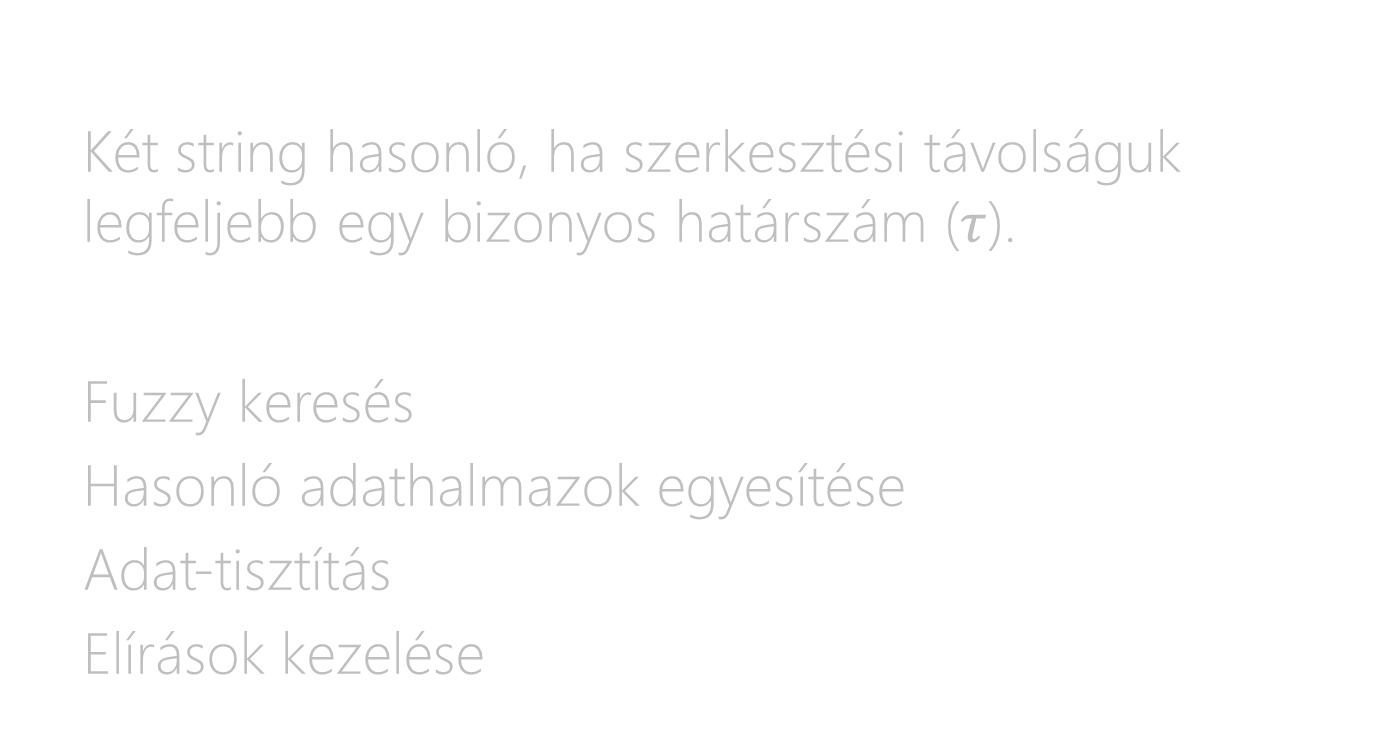 Két string hasonló, ha szerkesztési távolságuk
legfeljebb egy bizonyos határszám (τ).
Fuzzy keresés
Hasonló adathalmazok egyesítése
Adat-tisztítás
Elírások kezelése